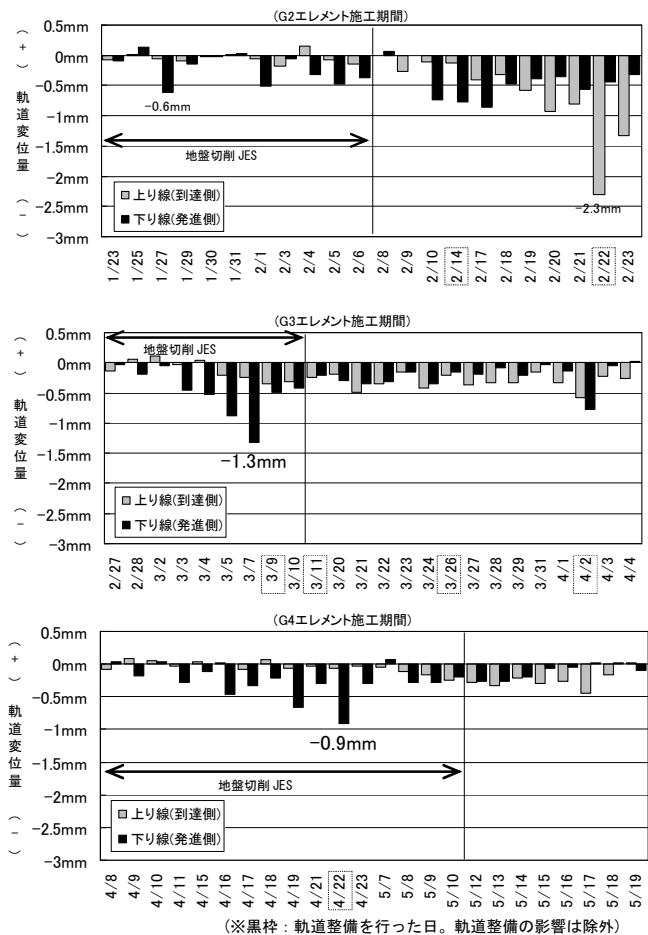 (G2エレメント施工期間)
0.5mm
0mm
-0.5mm
-1mm
-1.5mm
-2mm
-2.5mm
-3mm
(+) 軌道変位量 (-)
-0.6mm
-2.3mm
地盤切削 JES
上り線(到達側)
下り線(発進側)
1/23 1/25 1/27 1/29 1/30 1/31 2/1 2/3 2/4 2/5 2/6 2/8 2/9 2/10 2/14 2/17 2/18 2/19 2/20 2/21 2/22 2/23
(G3エレメント施工期間)
0.5mm
0mm
-0.5mm
-1mm
-1.5mm
-2mm
-2.5mm
-3mm
(+) 軌道変位量 (-)
地盤切削 JES
-1.3mm
上り線(到達側)
下り線(発進側)
2/27 2/28 3/2 3/3 3/4 3/5 3/7 3/9 3/10 3/11 3/20 3/21 3/22 3/23 3/24 3/26 3/27 3/28 3/29 3/31 4/1 4/2 4/3 4/4
(G4エレメント施工期間)
0.5mm
0mm
-0.5mm
-1mm
-1.5mm
-2mm
-2.5mm
-3mm
(+) 軌道変位量 (-)
-0.9mm
地盤切削 JES
上り線(到達側)
下り線(発進側)
4/8 4/9 4/10 4/11 4/15 4/16 4/17 4/18 4/19 4/21 4/22 4/23 5/7 5/8 5/9 5/10 5/12 5/13 5/14 5/15 5/16 5/17 5/18 5/19
(※黒枠：軌道整備を行った日。軌道整備の影響は除外)